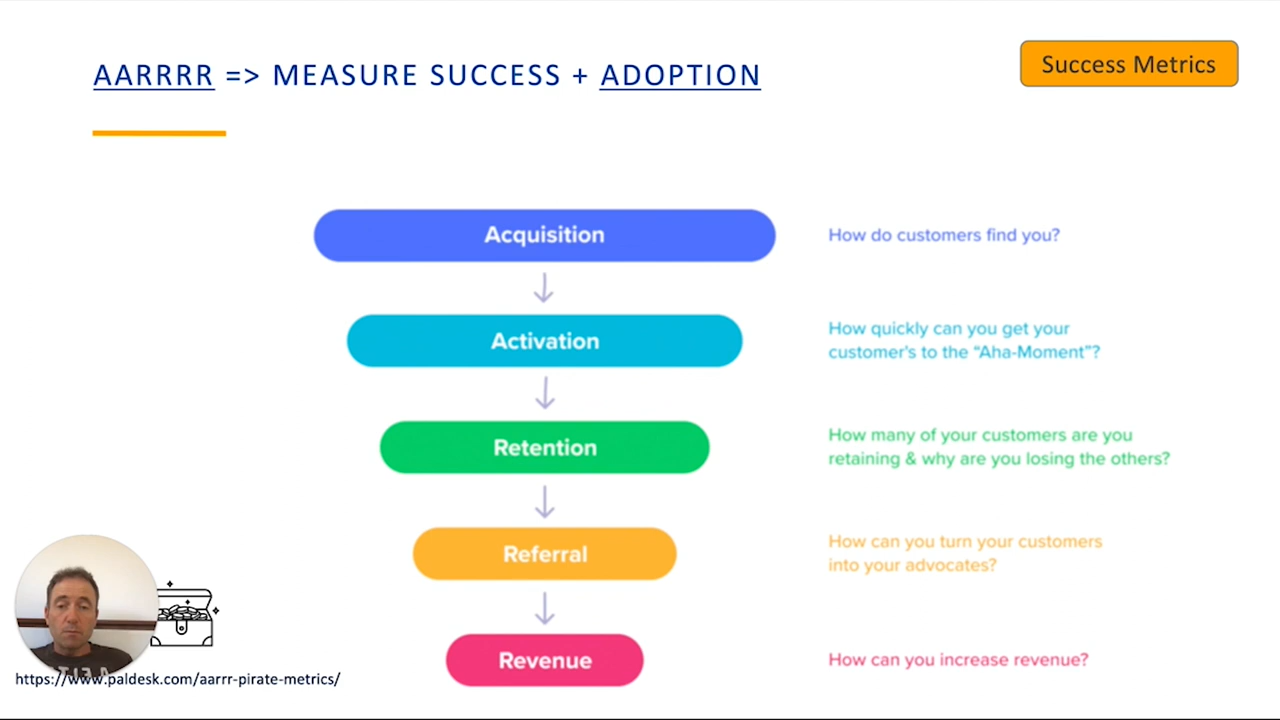 AARRRR => MEASURE SUCCESS + ADOPTION
Success Metrics
Acquisition
How do customers find you?
Activation
How quickly can you get your
customer's to the “Aha-Moment”?
Retention
How many of your customers are you
retaining & why are you losing the others?
Referral
How can you turn your customers
into your advocates?
Revenue
How can you increase revenue?
https://www.paldesk.com/aarrr-pirate-metrics/